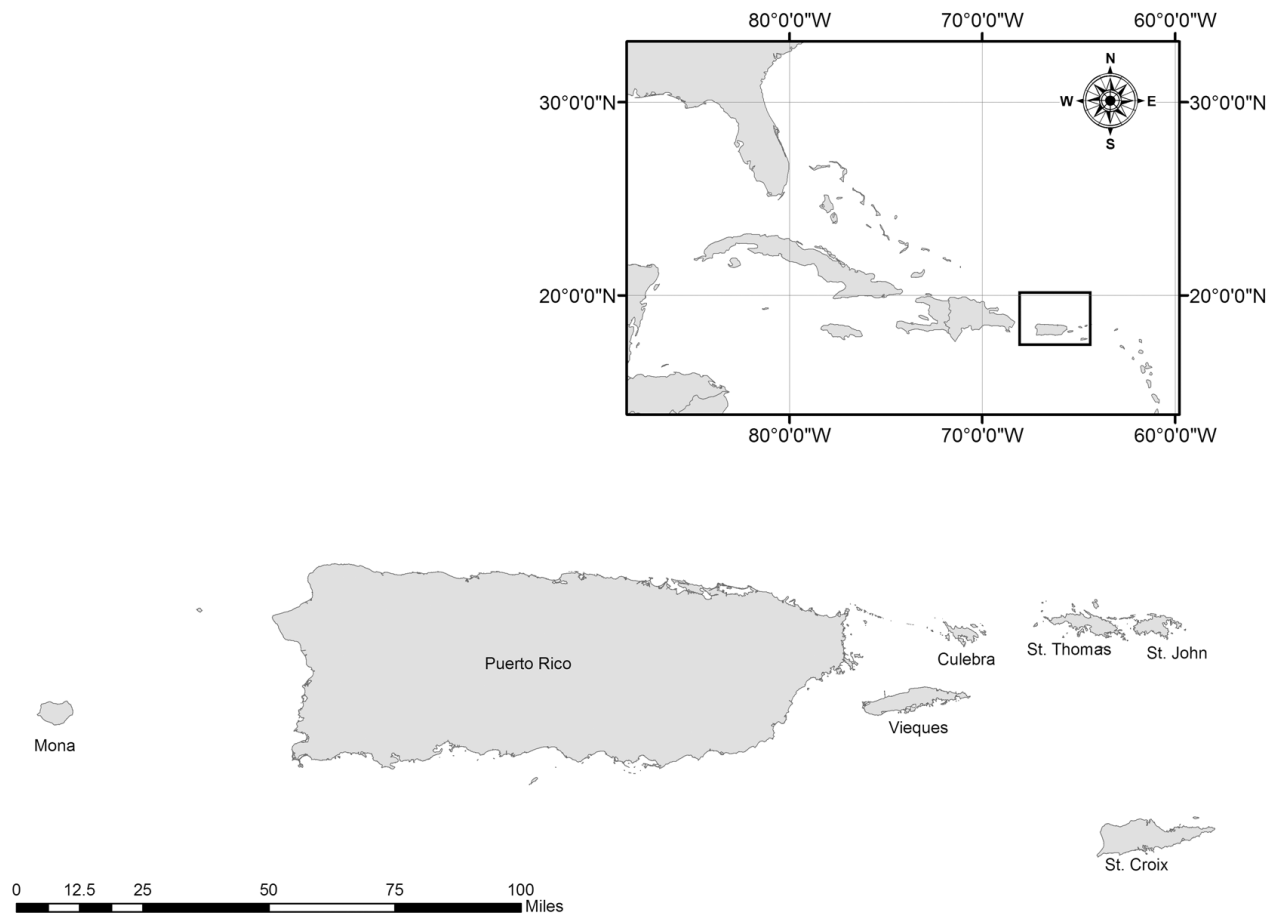 80°0'0"W 70°0'0"W 60°0'0"W
N
30°0'0"N W E 30°0'0"N
S
20°0'0"N 20°0'0"N
80°0'0"W 70°0'0"W 60°0'0"W
Puerto Rico
Culebra
St. Thomas
St. John
Vieques
Mona
St. Croix
0 12.5 25 50 75 100
Miles